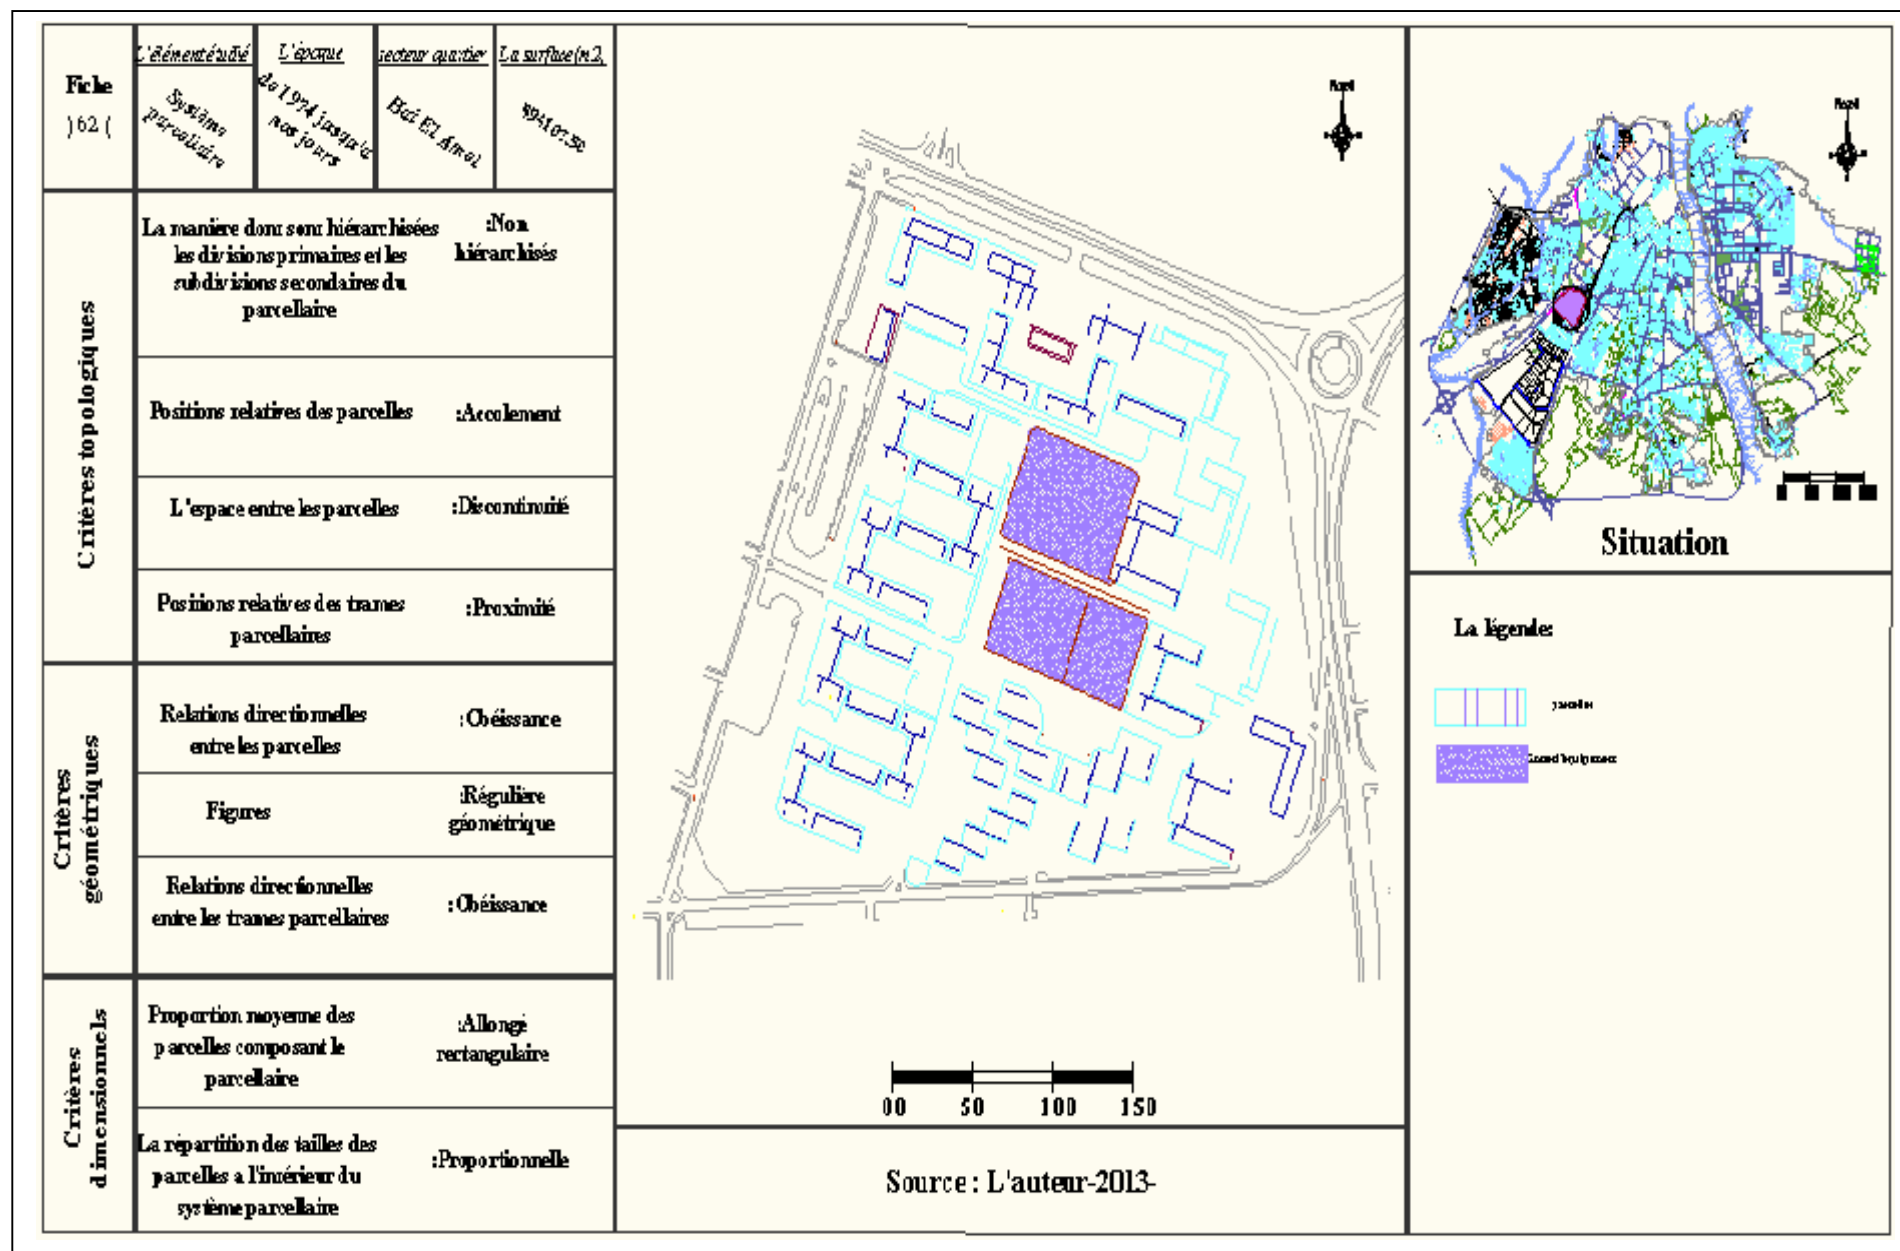 Fiche
)62(
L'élément étudié
Système
parcellaire
L'époque
de 1974 jusqu'à
nos jours
secteur quartier
Hai El Amel
La surface(m2)
Critères topologiques
La manière dont sont hiérarchisées
les divisions primaires et les
subdivisions secondaires du
parcellaire
:Non
hiérarchisés
Positions relatives des parcelles
:Accolement
L'espace entre les parcelles
:Discontinuité
Positions relatives des trames
parcellaires
:Proximité
Critères
géométriques
Relations directionnelles
entre les parcelles
:Obéissance
Figures
:Régulière
géométrique
Relations directionnelles
entre les trames parcellaires
:Obéissance
Critères
dimensionnels
Proportion moyenne des
parcelles composant le
parcellaire
:Allongé
rectangulaire
La répartition des tailles des
parcelles a l'intérieur du
système parcellaire
:Proportionnelle
Nord
00 50 100 150
Source : L'auteur-2013-
Nord
Situation
La légende:
parcelles